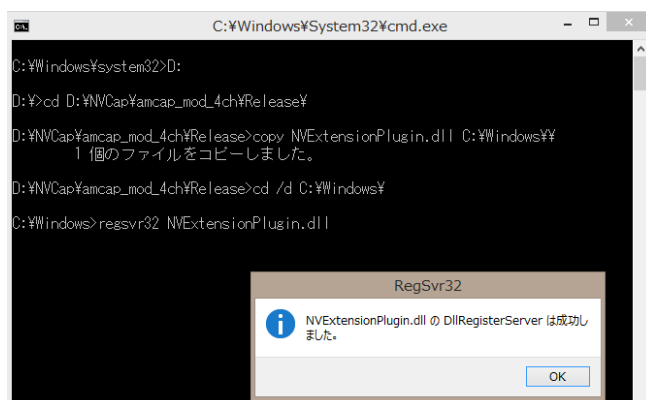 C:¥Windows¥System32¥cmd.exe
C:¥Windows¥system32>D:
D:¥>cd D:¥NVCap¥amcap_mod_4ch¥Release¥
D:¥NVCap¥amcap_mod_4ch¥Release>copy NVExtensionPlugin.dll C:¥Windows¥¥
1 個のファイルをコピーしました。
D:¥NVCap¥amcap_mod_4ch¥Release>cd /d C:¥Windows¥
C:¥Windows>regsvr32 NVExtensionPlugin.dll
RegSvr32
NVExtensionPlugin.dll の DllRegisterServer は成功し
ました。
OK